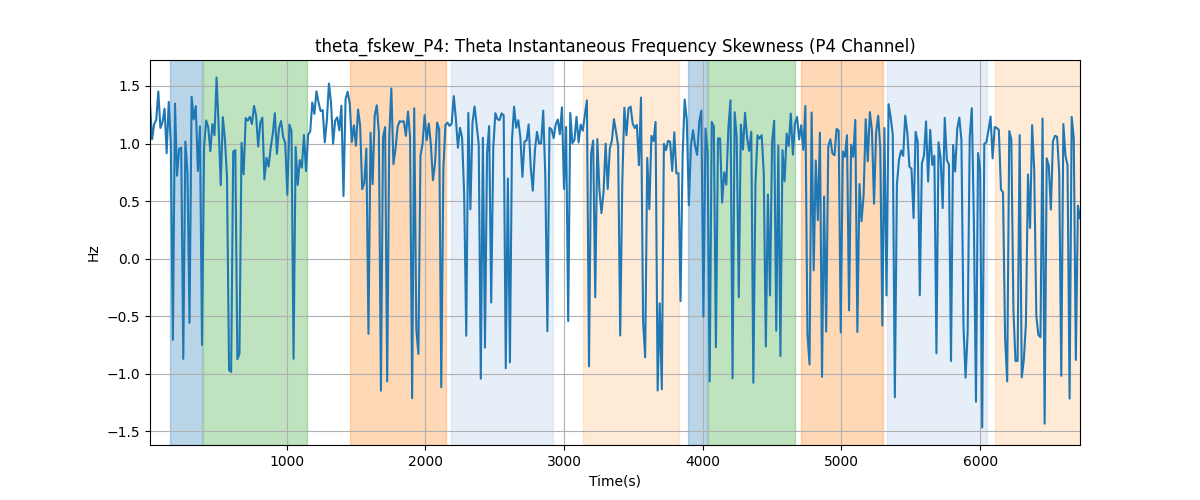 theta_fskew_P4: Theta Instantaneous Frequency Skewness (P4 Channel)
1.5
1.0
0.5
0.0
−0.5
−1.0
−1.5
Hz
1000 2000 3000 4000 5000 6000
Time(s)